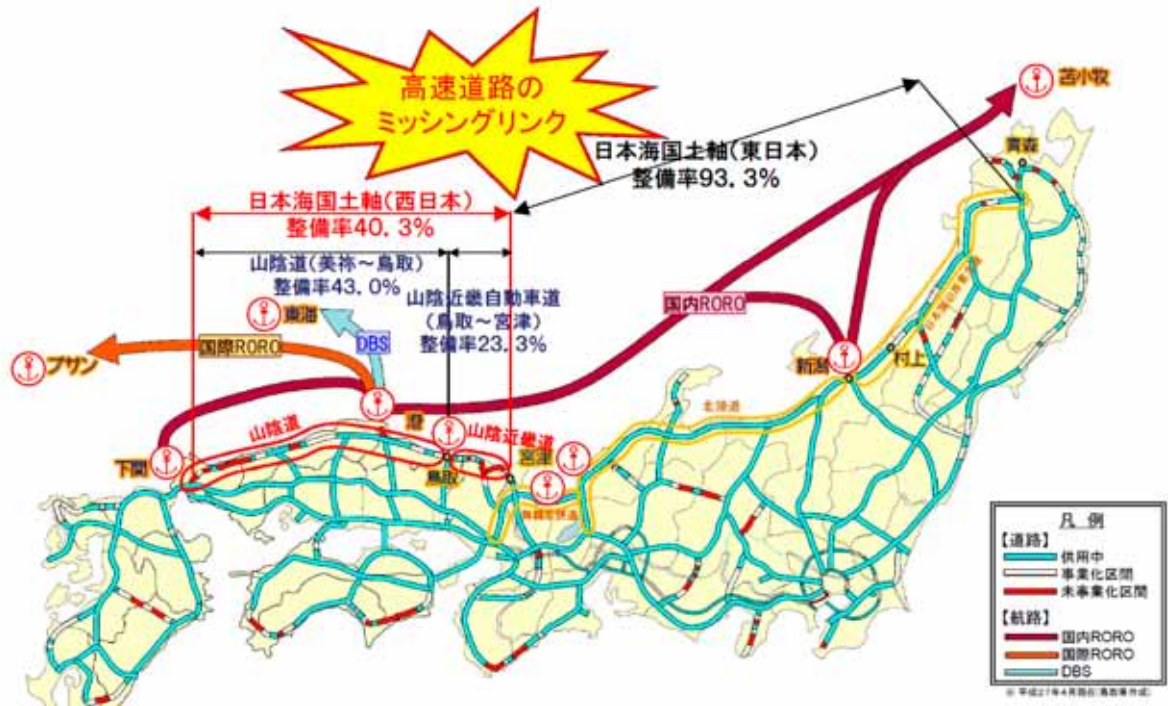 高速道路の
ミッシングリンク
苫小牧
青森
日本海国土軸(東日本)
整備率93.3%
日本海国土軸(西日本)
整備率40.3%
山陰道(美祢～鳥取)
整備率43.0%
山陰近畿自動車道
(鳥取～宮津)
整備率23.3%
東海
DBS
国内RORO
国際RORO
プサン
新潟
村上
北陸道
山陰道
山陰近畿道
下関
鳥取
宮津
凡 例
【道路】
供用中
事業化区間
未事業化区間
【航路】
国内RORO
国際RORO
DBS